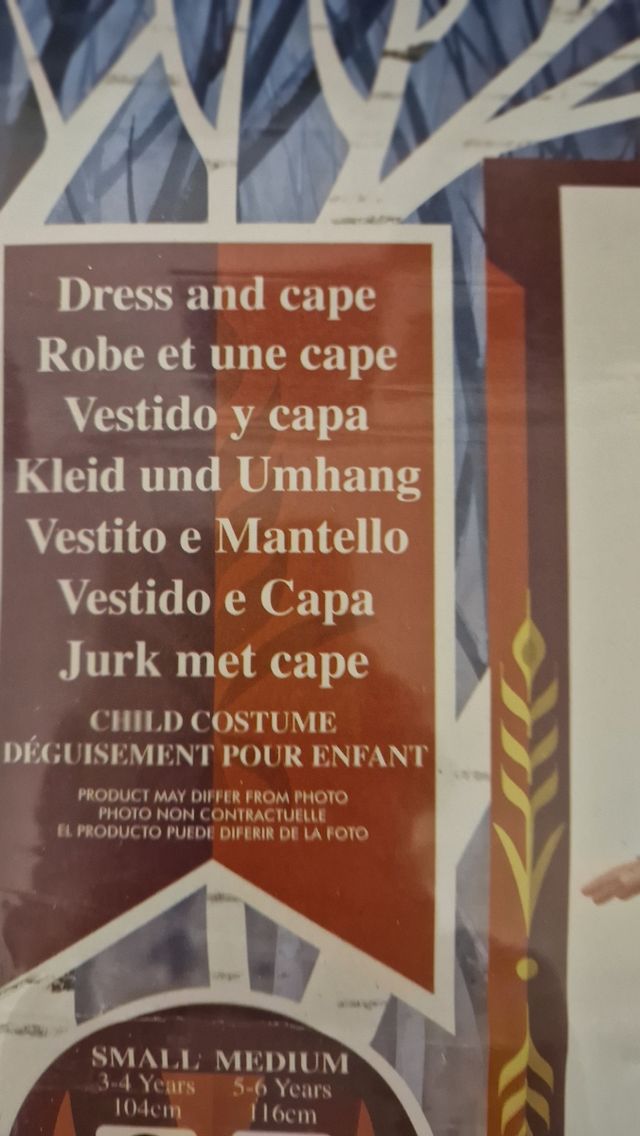 Dress and cape
Robe et une cape
Vestido y capa
Kleid und Umhang
Vestito e Mantello
Vestido e Capa
Jurk met cape
CHILD COSTUME
DÉGUISEMENT POUR ENFANT
PRODUCT MAY DIFFER FROM PHOTO
PHOTO NON CONTRACTUELLE
EL PRODUCTO PUEDE DIFERIR DE LA FOTO
SMALL MEDIUM
3-4 Years 5-6 Years
104cm 116cm